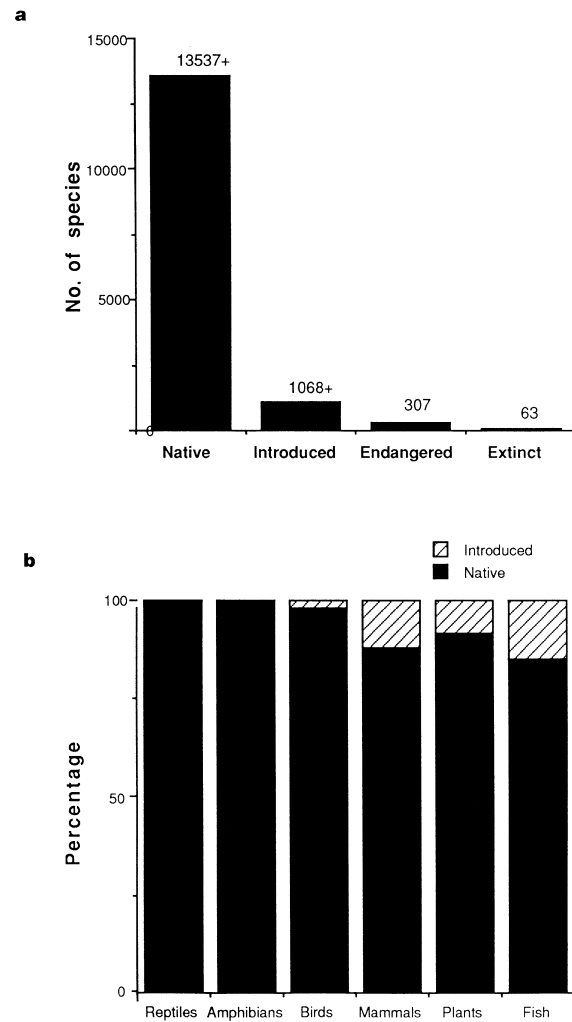 a
15000
13537+
10000
No. of species
5000
1068+
307
63
0
Native Introduced Endangered Extinct
b
Introduced
Native
100
Percentage
50
0
Reptiles Amphibians Birds Mammals Plants Fish